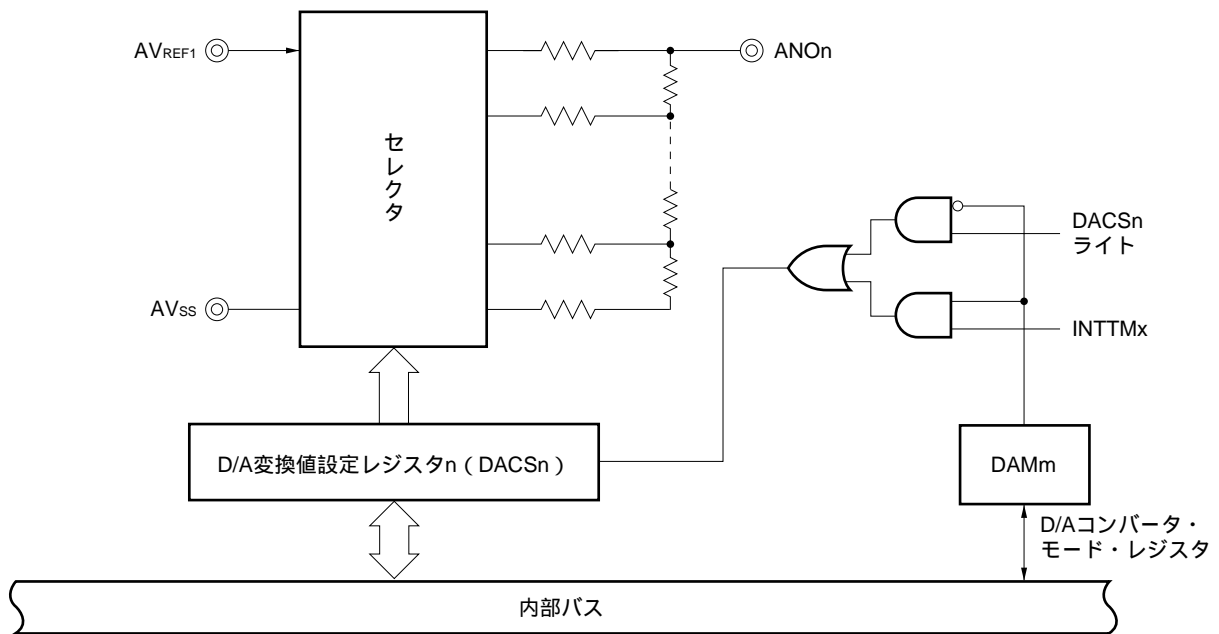 AVREF1
ANOn
セレクタ
DACSn
ライト
AVSS
INTTMx
D/A変換値設定レジスタn（DACSn）
DAMm
D/Aコンバータ・
モード・レジスタ
内部バス